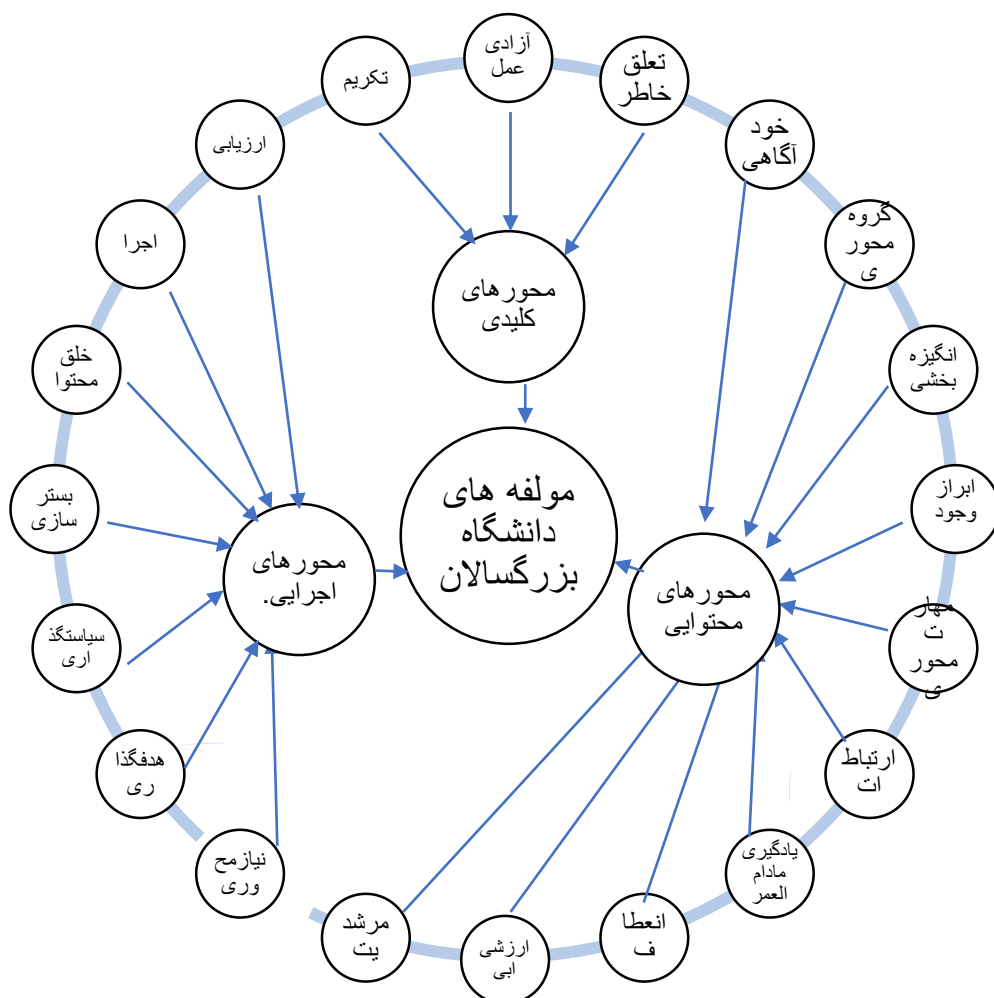 آزادی
عمل
تعلق
خاطر
خود
آگاهی
گروه
محور
ی
انگیزه
بخشی
ابراز
وجود
مهار
ت
محور
ی
ارتباط
ات
یادگیری
مادام
العمر
انعطا
ف
ارزشی
ابی
مرشد
یت
نیازمح
وری
هدفگذا
ری
سیاستگذ
اری
بستر
سازی
خلق
محتوا
اجرا
ارزیابی
تکریم
محورهای
کلیدی
مولفه های
دانشگاه
بزرگسالان
محورهای
اجرایی.
محورهای
محتوایی